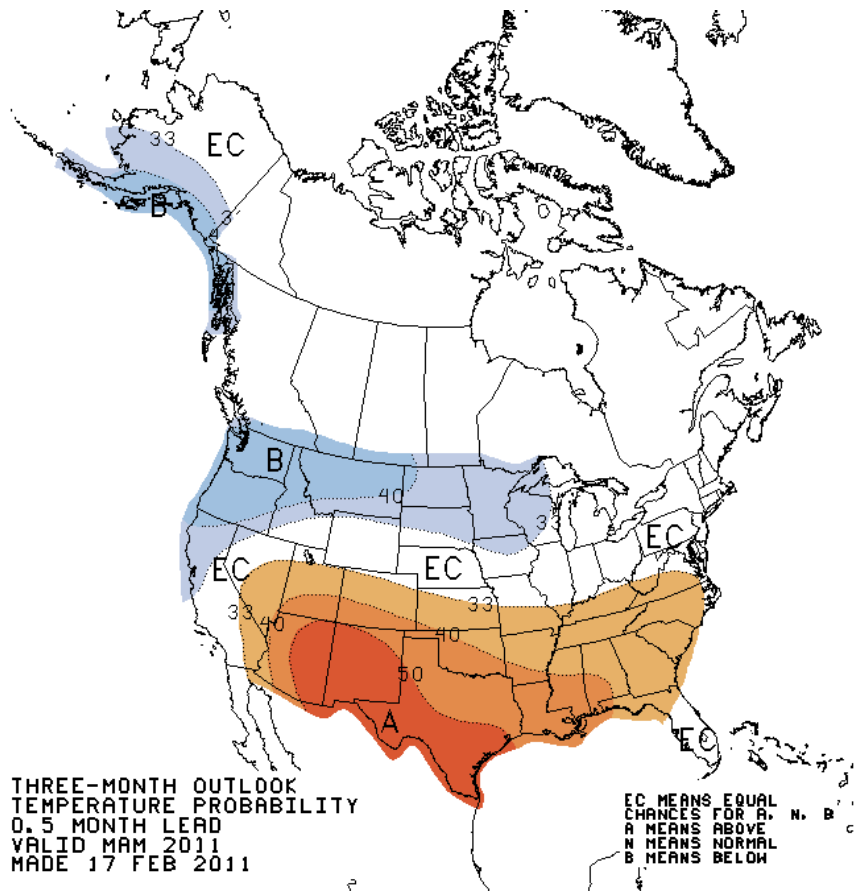 33
EC
B
3
B
40
3
EC
EC
EC
33
33
40
40
50
A
EC
THREE-MONTH OUTLOOK
TEMPERATURE PROBABILITY
0.5 MONTH LEAD
VALID MAM 2011
MADE 17 FEB 2011
EC MEANS EQUAL
CHANCES FOR A, N, B
A MEANS ABOVE
N MEANS NORMAL
B MEANS BELOW